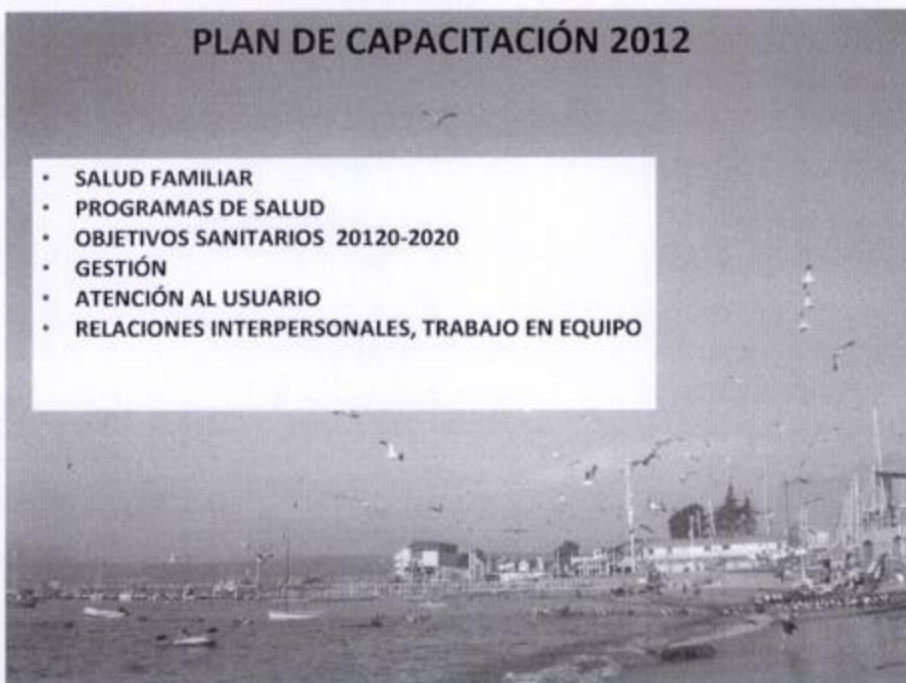 PLAN DE CAPACITACIÓN 2012
• SALUD FAMILIAR
• PROGRAMAS DE SALUD
• OBJETIVOS SANITARIOS 20120-2020
• GESTIÓN
• ATENCIÓN AL USUARIO
• RELACIONES INTERPERSONALES, TRABAJO EN EQUIPO